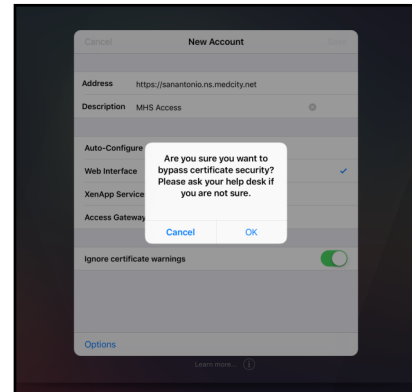 Cancel New Account Save
Address https://sanantonio.ns.medcity.net
Description MHS Access
Auto-Configure
Web Interface
XenApp Service
Access Gateway
Are you sure you want to
bypass certificate security?
Please ask your help desk if
you are not sure.
Cancel OK
Ignore certificate warnings
Options
Learn more...